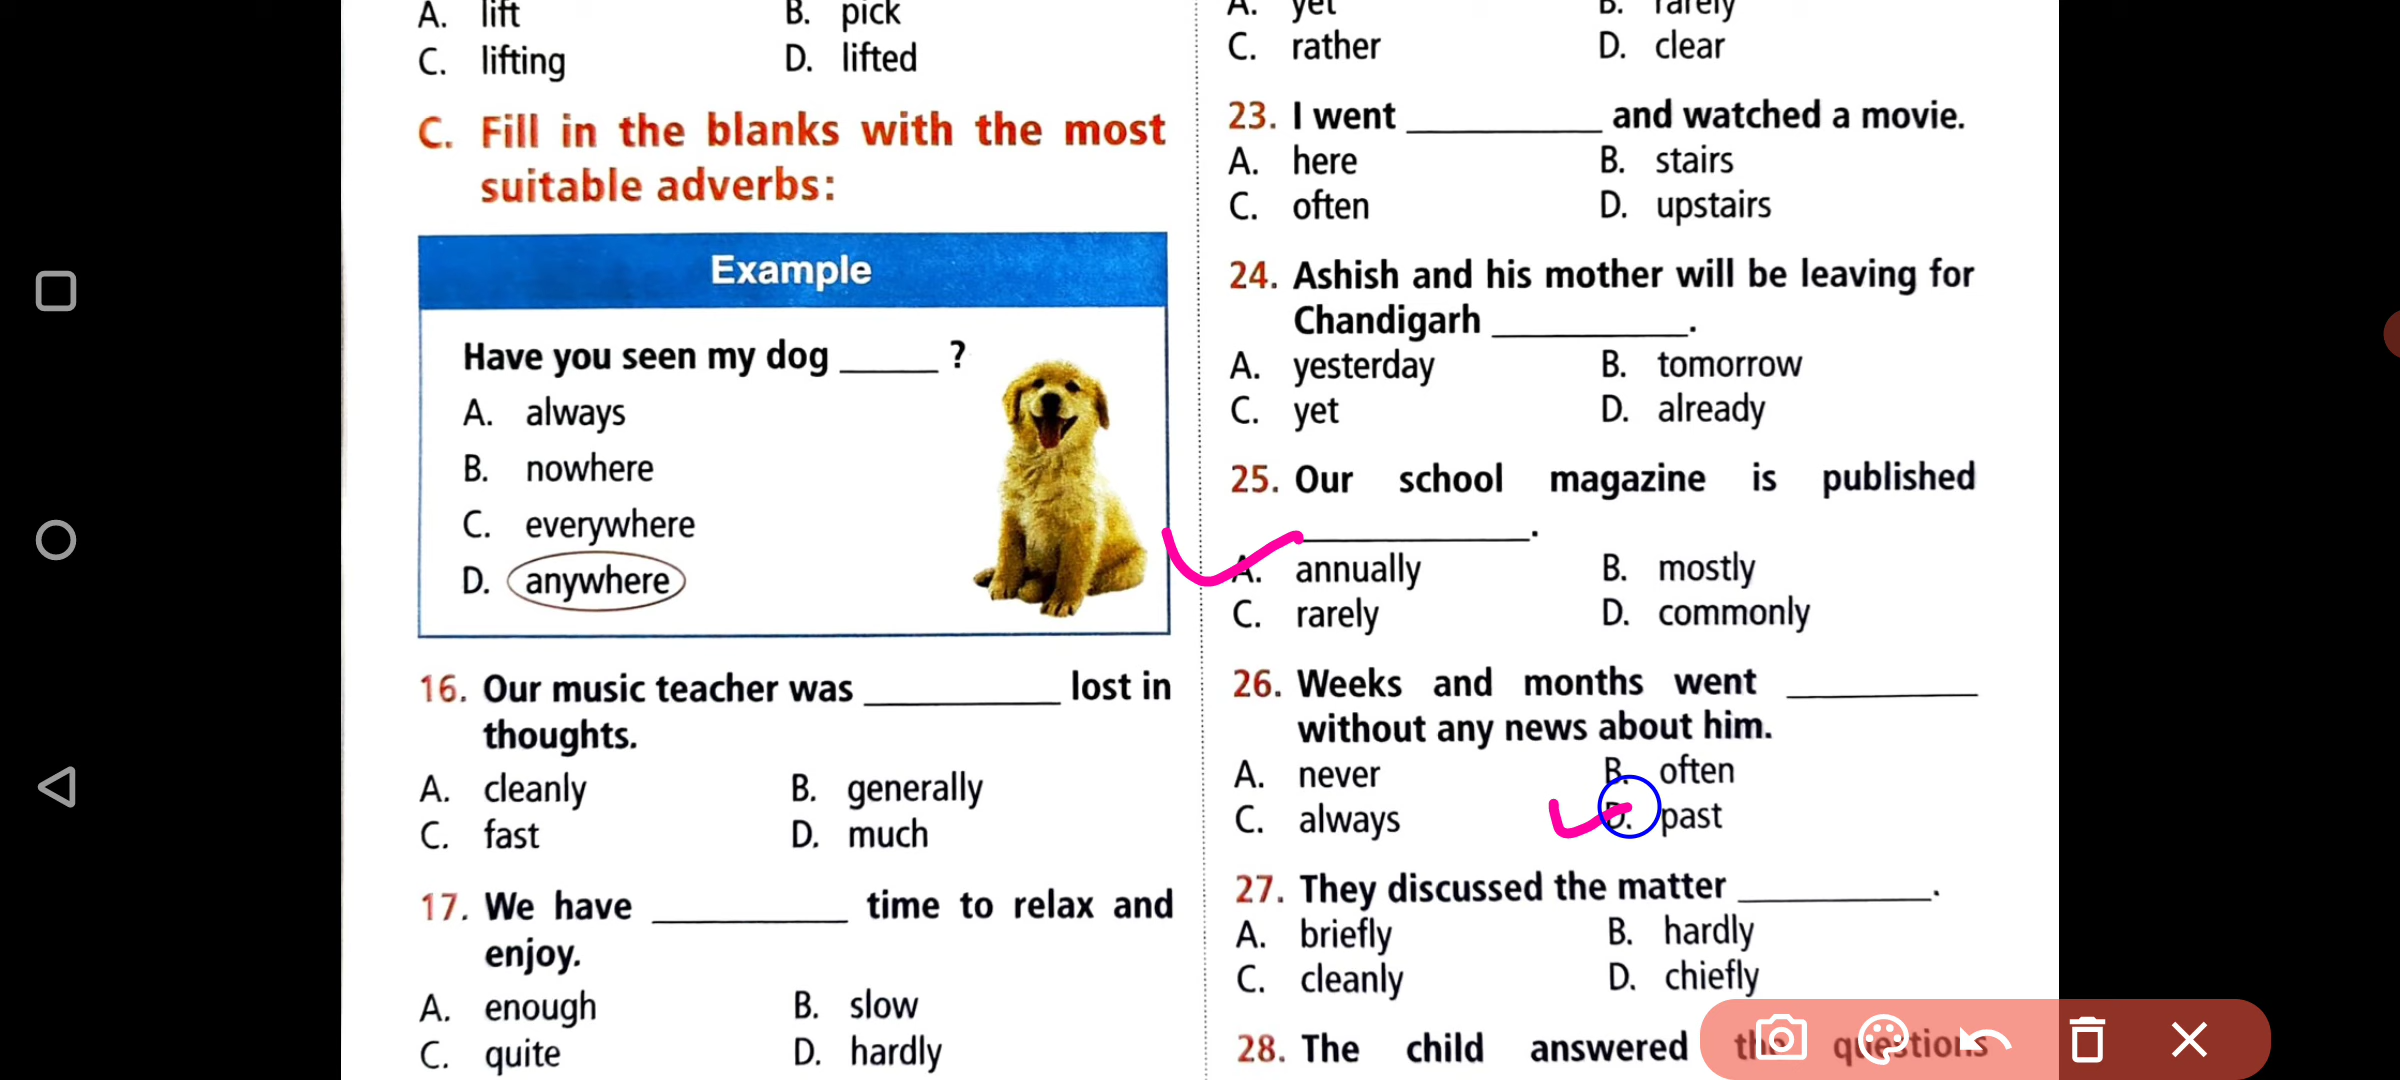 A. lift B. pick
C. lifting D. lifted
C. Fill in the blanks with the most
suitable adverbs:
Example
Have you seen my dog _____ ?
A. always
B. nowhere
C. everywhere
D. anywhere
16. Our music teacher was __________ lost in
thoughts.
A. cleanly B. generally
C. fast D. much
17. We have __________ time to relax and
enjoy.
A. enough B. slow
C. quite D. hardly
A. yet B. rarely
C. rather D. clear
23. I went __________ and watched a movie.
A. here B. stairs
C. often D. upstairs
24. Ashish and his mother will be leaving for
Chandigarh __________.
A. yesterday B. tomorrow
C. yet D. already
25. Our school magazine is published
____________.
A. annually B. mostly
C. rarely D. commonly
26. Weeks and months went __________
without any news about him.
A. never B. often
C. always D. past
27. They discussed the matter __________.
A. briefly B. hardly
C. cleanly D. chiefly
28. The child answered the questions